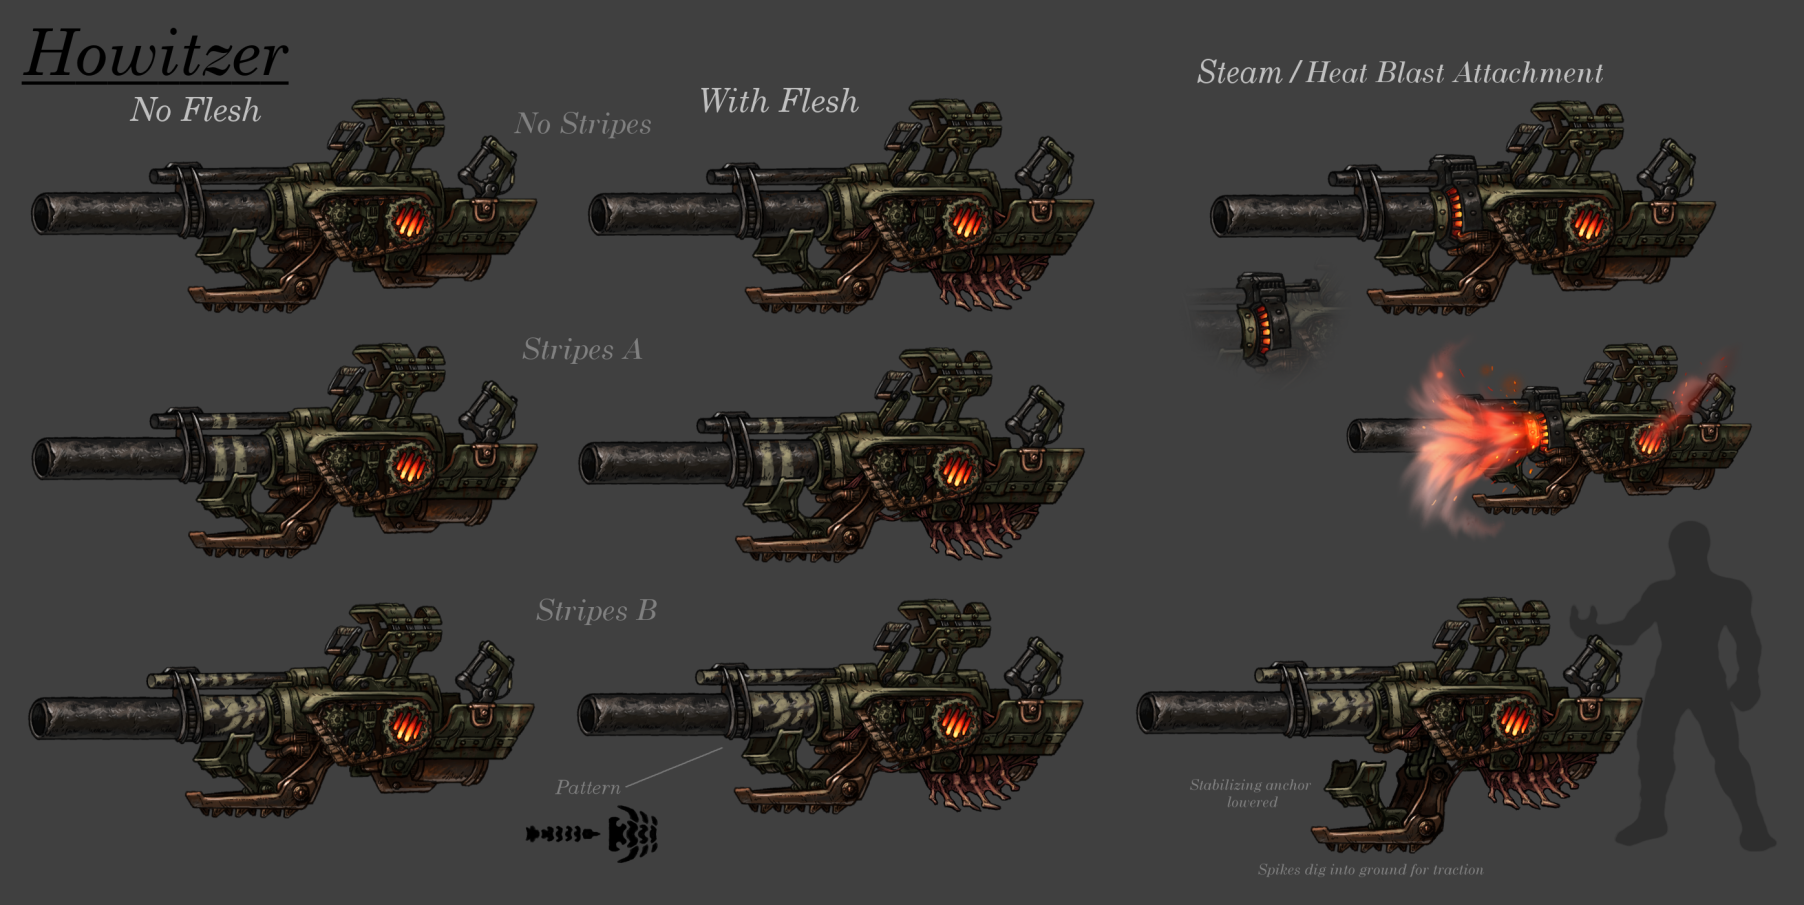 Howitzer
No Flesh
No Stripes
With Flesh
Steam / Heat Blast Attachment
Stripes A
Stripes B
Pattern
Stabilizing anchor
lowered
Spikes dig into ground for traction